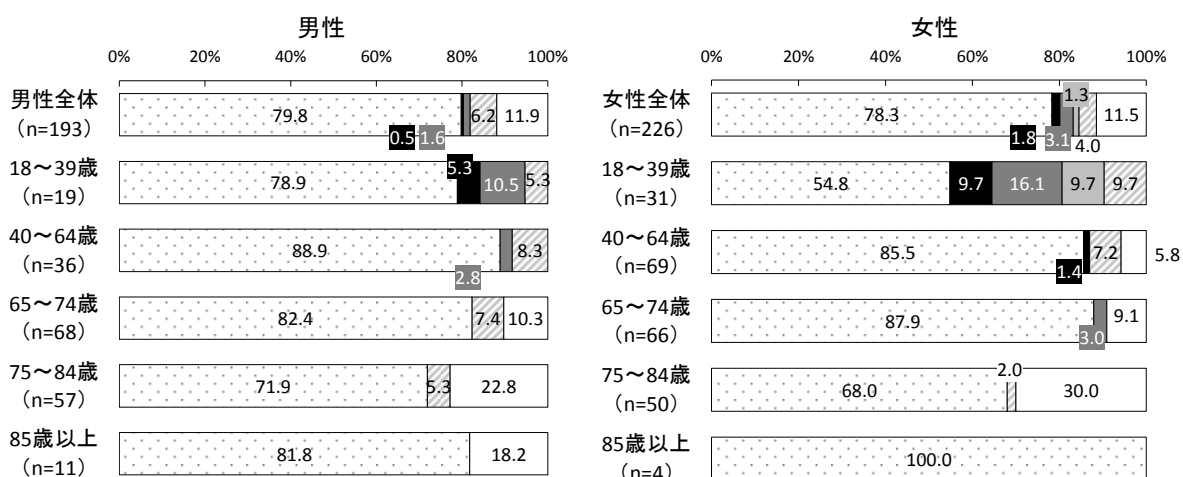 男性
0% 20% 40% 60% 80% 100%
男性全体
（n=193）
79.8 6.2 11.9
0.5 1.6
18～39歳
（n=19）
78.9 5.3 10.5 5.3
40～64歳
（n=36）
88.9 8.3
2.8
65～74歳
（n=68）
82.4 7.4 10.3
75～84歳
（n=57）
71.9 5.3 22.8
85歳以上
（n=11）
81.8 18.2
女性
0% 20% 40% 60% 80% 100%
女性全体
（n=226）
1.3
78.3 11.5
1.8 3.1 4.0
18～39歳
（n=31）
54.8 9.7 16.1 9.7 9.7
40～64歳
（n=69）
85.5 7.2 5.8
1.4
65～74歳
（n=66）
87.9 9.1
3.0
75～84歳
（n=50）
2.0
68.0 30.0
85歳以上
（n=4）
100.0